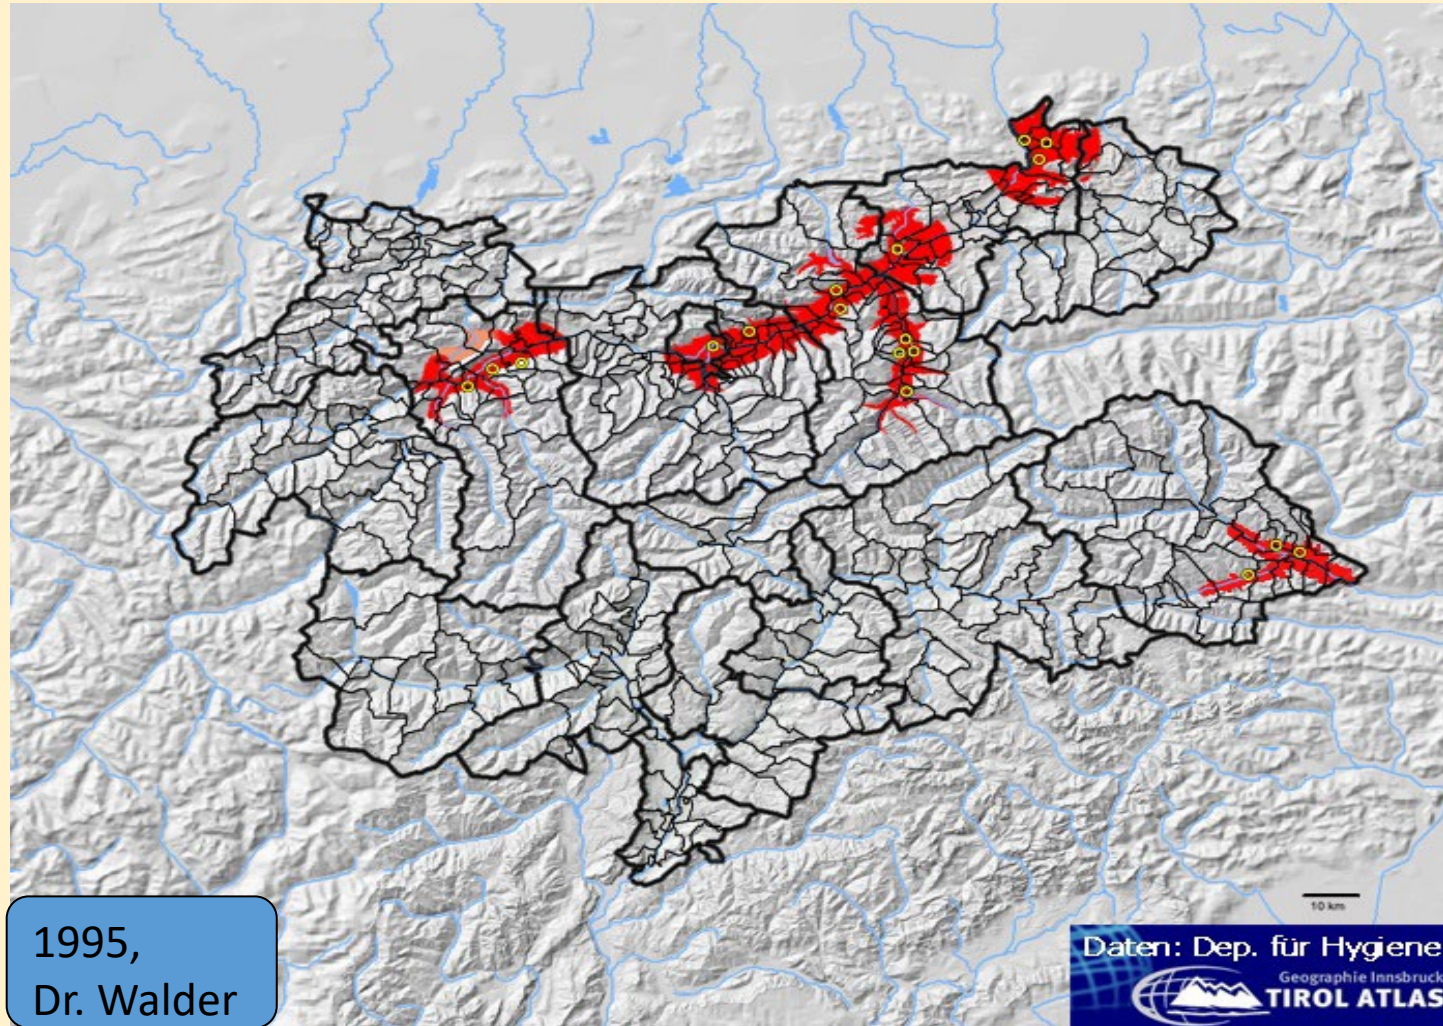 10 km
1995,
Dr. Walder
Daten: Dep. für Hygiene
Geographie Innsbruck
TIROL ATLAS